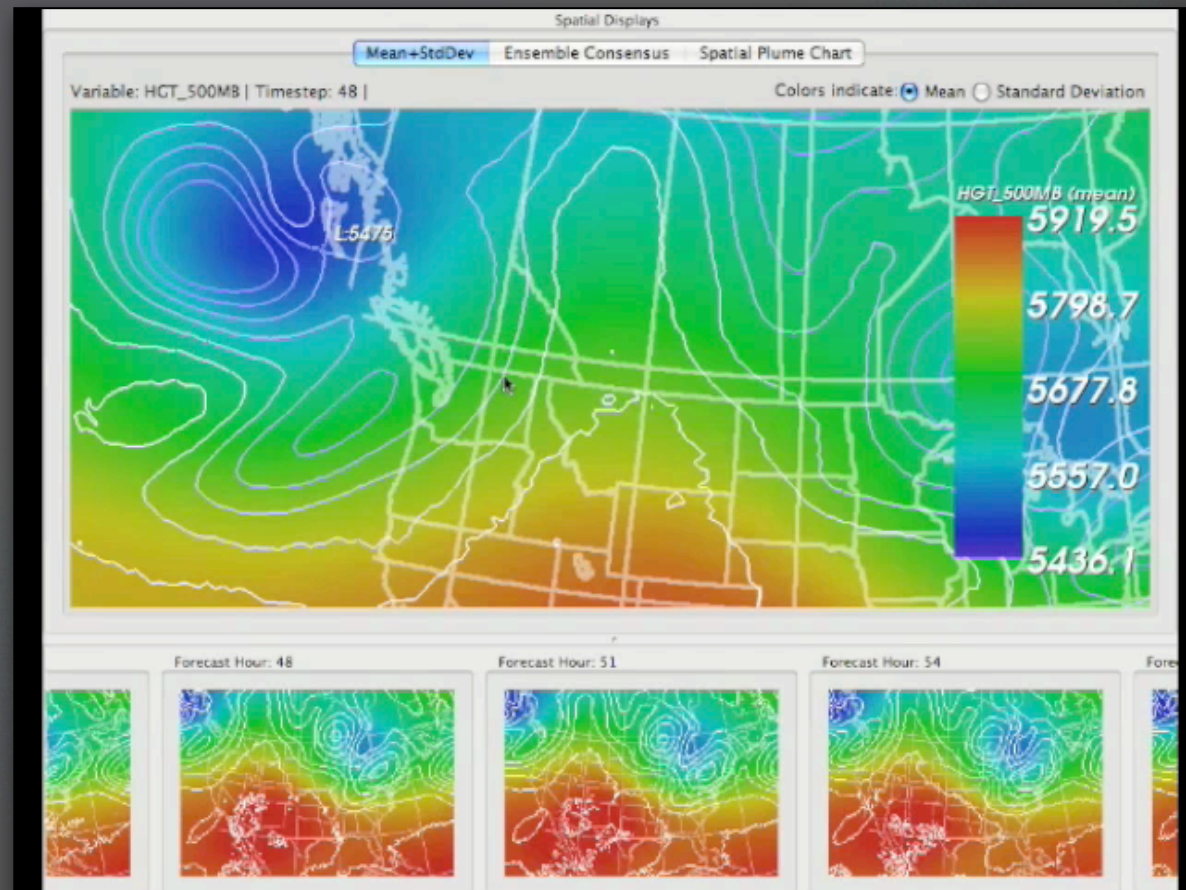 Spatial Displays
Mean+StdDev Ensemble Consensus Spatial Plume Chart
Variable: HGT_500MB | Timestep: 48 |
Colors indicate: Mean Standard Deviation
HGT_500MB (mean)
5919.5
5798.7
5677.8
5557.0
5436.1
L:5475
Forecast Hour: 48
Forecast Hour: 51
Forecast Hour: 54
Fore